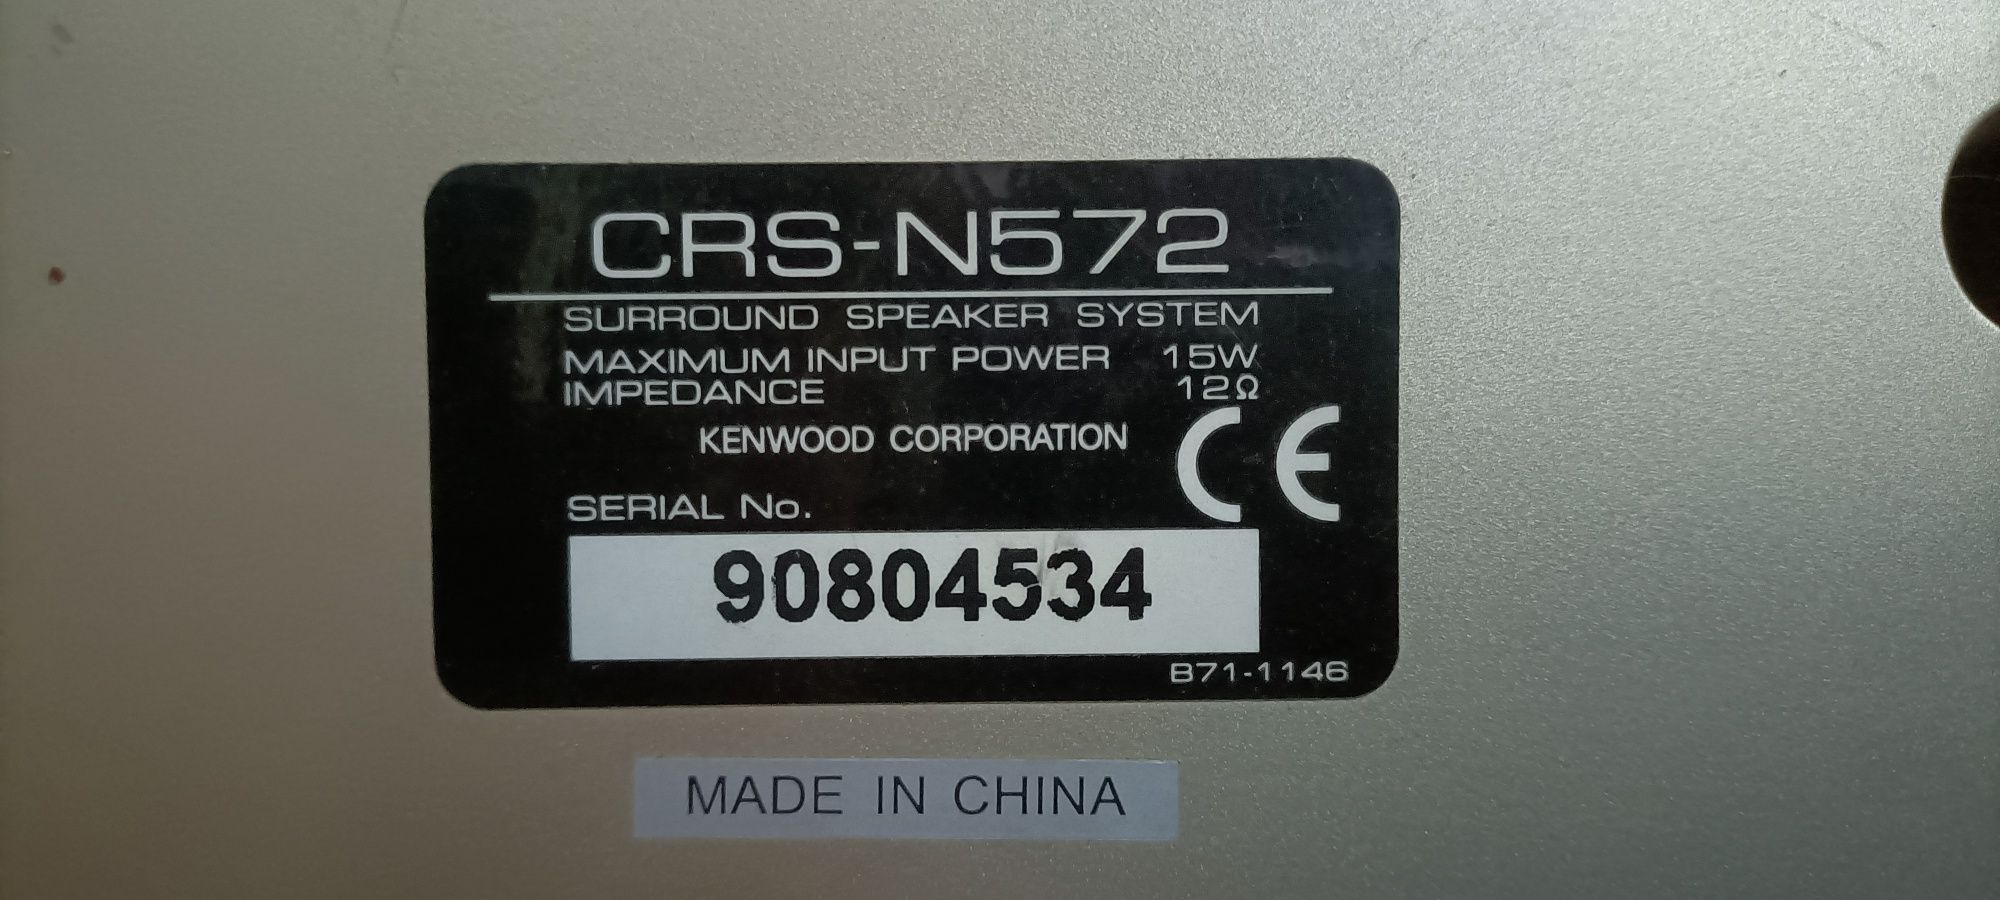 CRS-N572
SURROUND SPEAKER SYSTEM
MAXIMUM INPUT POWER 15W
IMPEDANCE 12Ω
KENWOOD CORPORATION
CE
SERIAL No.
90804534
B71-1146
MADE IN CHINA